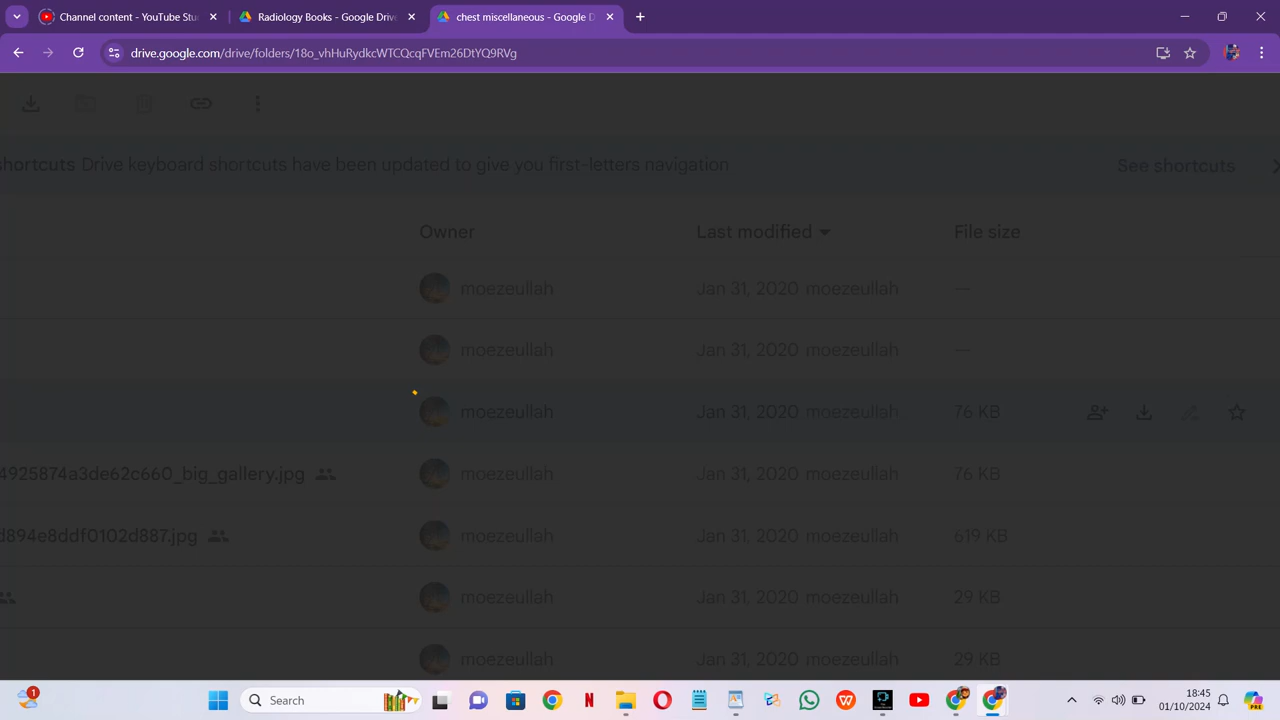 Channel content - YouTube Stu
Radiology Books - Google Drive
chest miscellaneous - Google D
drive.google.com/drive/folders/18o_vhHuRydkcWTCQcqFVEm26DtYQ9RVg
shortcuts Drive keyboard shortcuts have been updated to give you first-letters navigation See shortcuts
Owner Last modified File size
moezeullah Jan 31, 2020 moezeullah —
moezeullah Jan 31, 2020 moezeullah —
moezeullah Jan 31, 2020 moezeullah 76 KB
4925874a3de62c660_big_gallery.jpg moezeullah Jan 31, 2020 moezeullah 76 KB
d894e8ddf0102d887.jpg moezeullah Jan 31, 2020 moezeullah 619 KB
moezeullah Jan 31, 2020 moezeullah 29 KB
moezeullah Jan 31, 2020 moezeullah 29 KB
1 Search N W PRE
18:45
01/10/2024